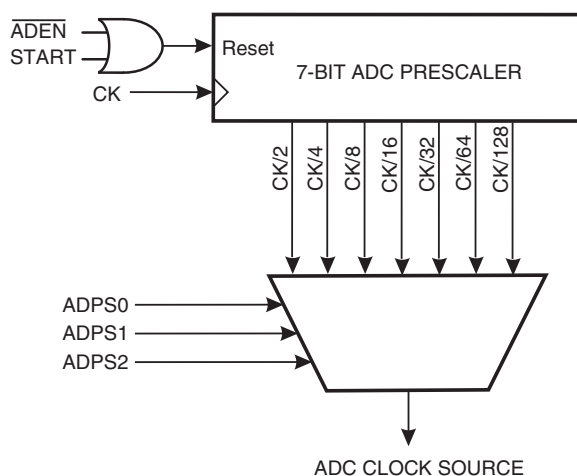 ADEN
START
Reset
7-BIT ADC PRESCALER
CK
CK/2
CK/4
CK/8
CK/16
CK/32
CK/64
CK/128
ADPS0
ADPS1
ADPS2
ADC CLOCK SOURCE